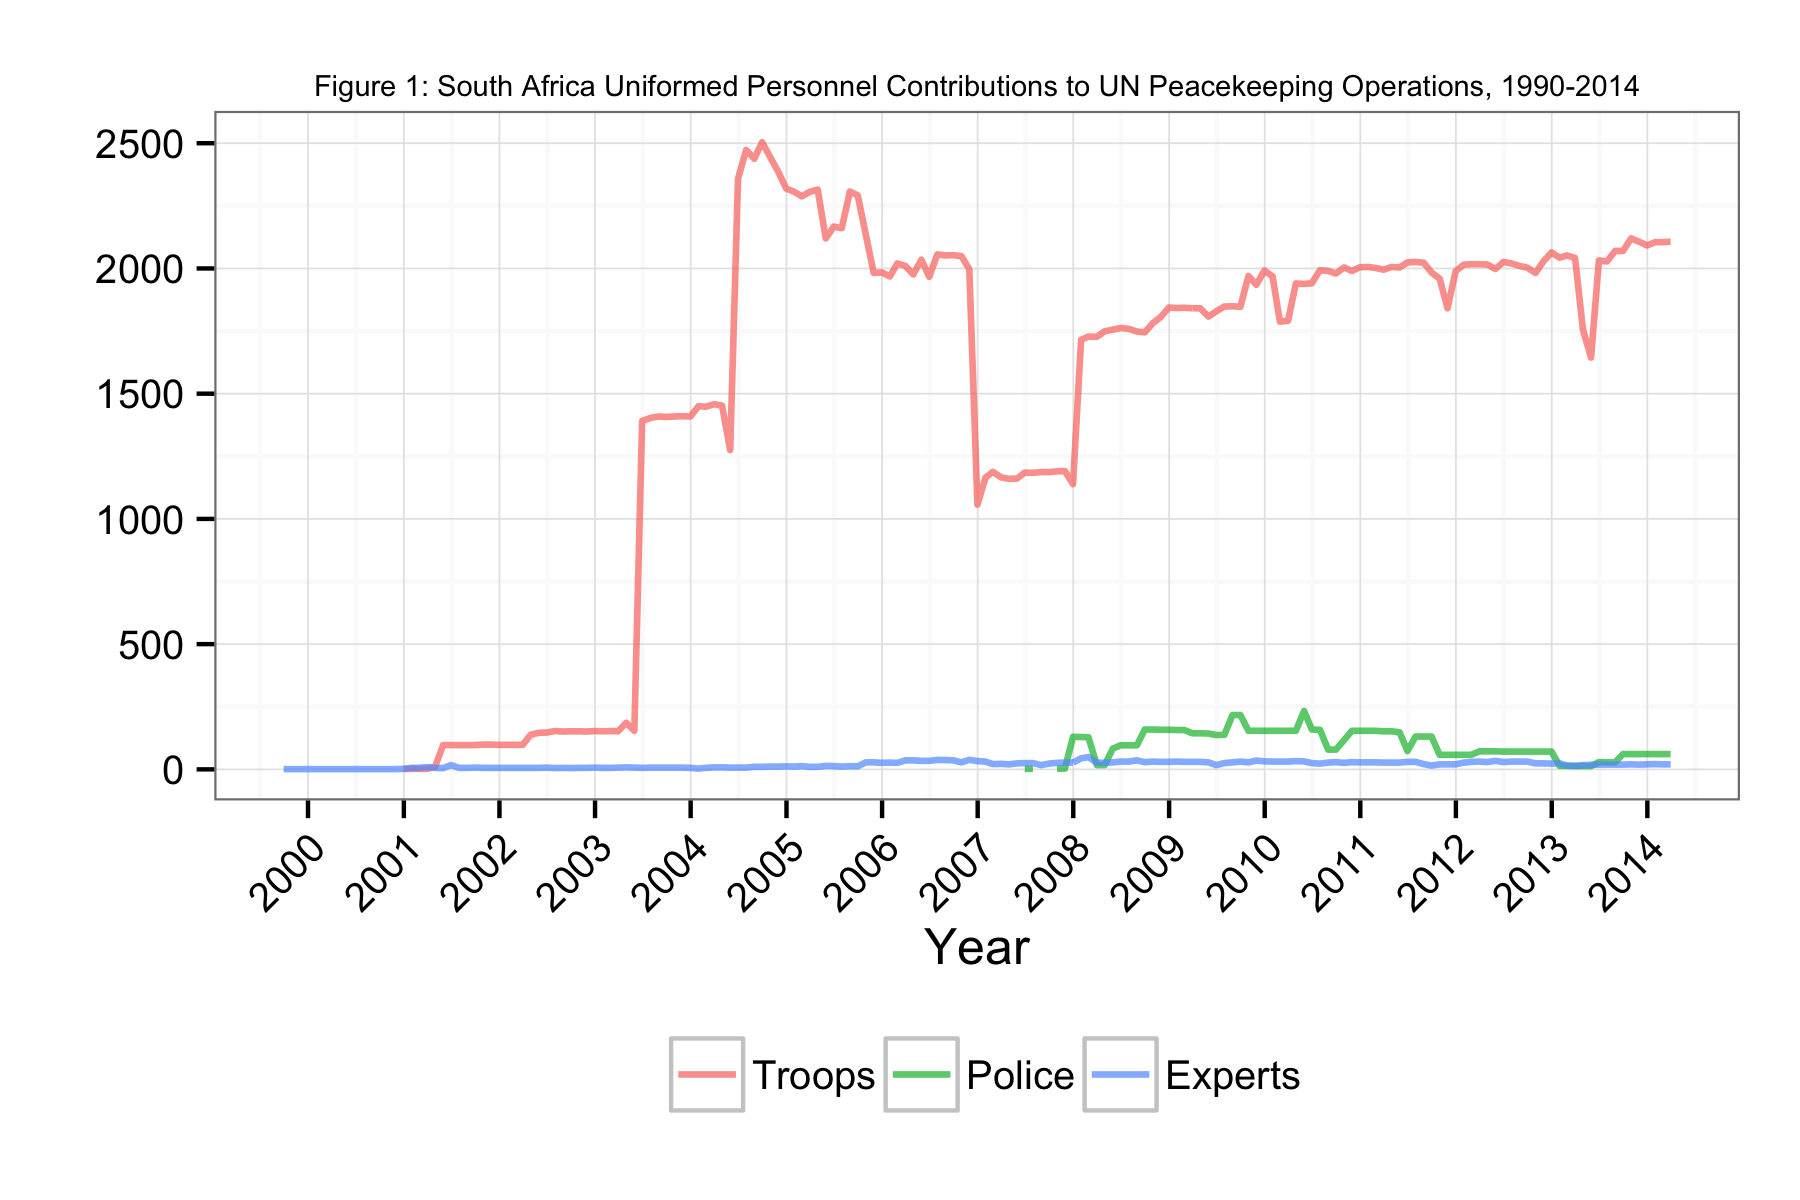 Figure 1: South Africa Uniformed Personnel Contributions to UN Peacekeeping Operations, 1990-2014
2500
2000
1500
1000
500
0
2000 2001 2002 2003 2004 2005 2006 2007 2008 2009 2010 2011 2012 2013 2014
Year
Troops Police Experts